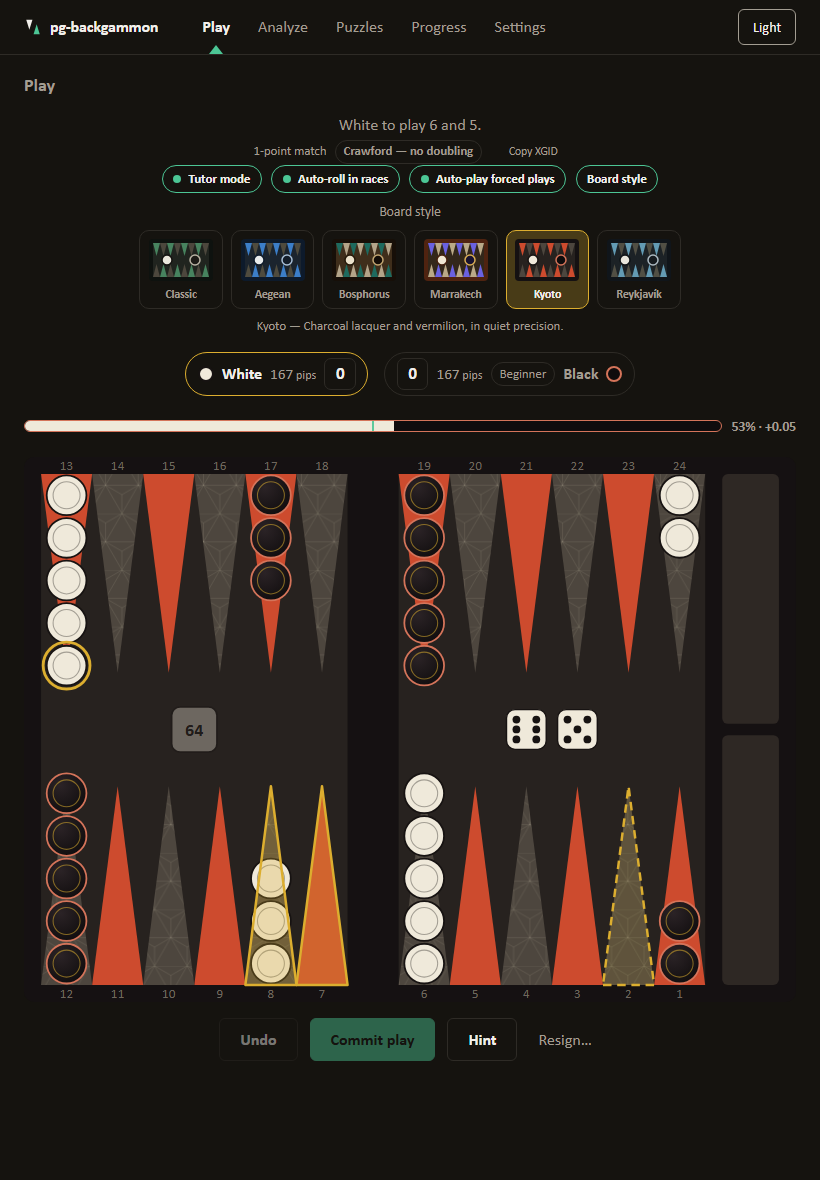 pg-backgammon Play Analyze Puzzles Progress Settings Light
Play
White to play 6 and 5.
1-point match Crawford — no doubling Copy XGID
Tutor mode Auto-roll in races Auto-play forced plays Board style
Board style
Classic Aegean Bosphorus Marrakech Kyoto Reykjavík
Kyoto — Charcoal lacquer and vermilion, in quiet precision.
White 167 pips 0 0 167 pips Beginner Black
53% · +0.05
13 14 15 16 17 18 19 20 21 22 23 24
64
12 11 10 9 8 7 6 5 4 3 2 1
Undo Commit play Hint Resign...